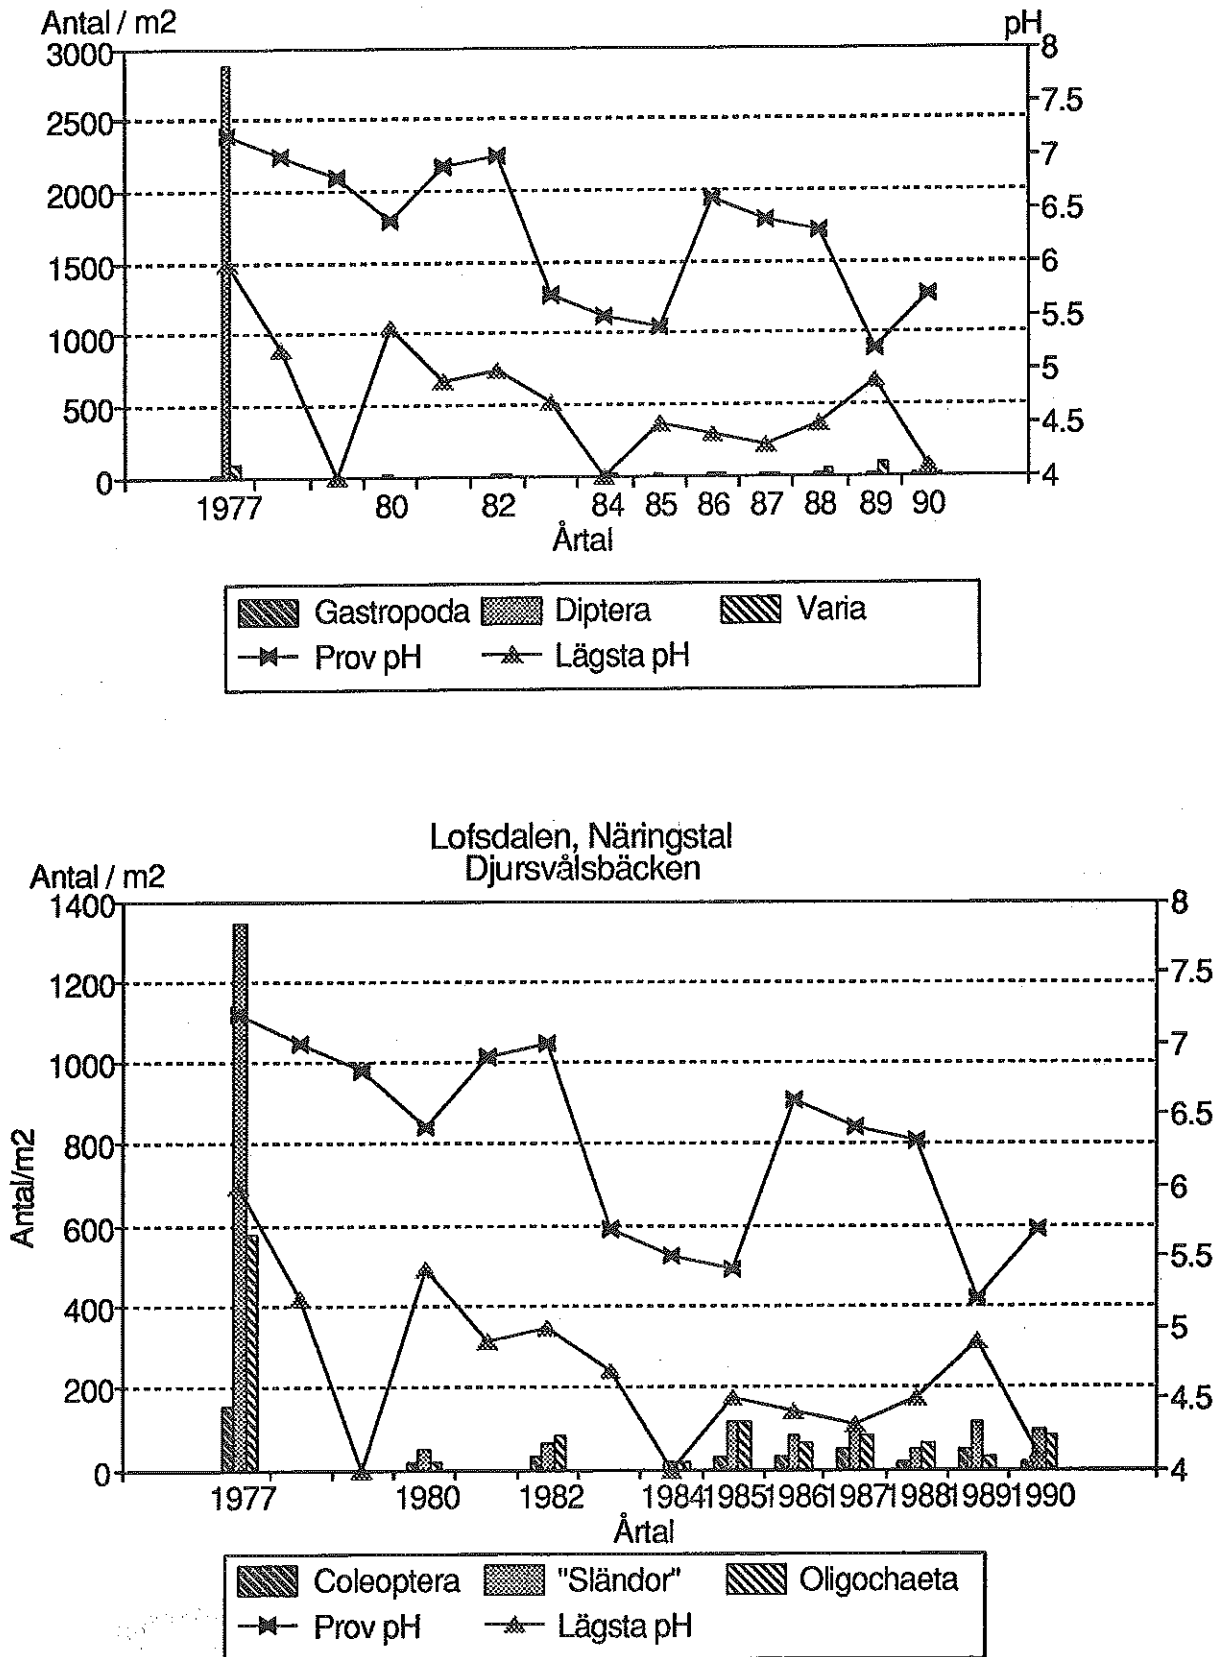 Antal / m2 pH
3000 8
7.5
2500
7
2000
6.5
1500 6
5.5
1000
5
500
4.5
0 4
1977 80 82 84 85 86 87 88 89 90
Årtal
Gastropoda Diptera Varia
Prov pH Lägsta pH
Lofsdalen, Näringstal
Djursvålsbäcken
Antal / m2
1400 8
7.5
1200
7
1000
6.5
800
Antal/m2
6
600
5.5
400
5
200 4.5
0 4
1977 1980 1982 1984 1985 1986 1987 1988 1989 1990
Årtal
Coleoptera "Sländor" Oligochaeta
Prov pH Lägsta pH